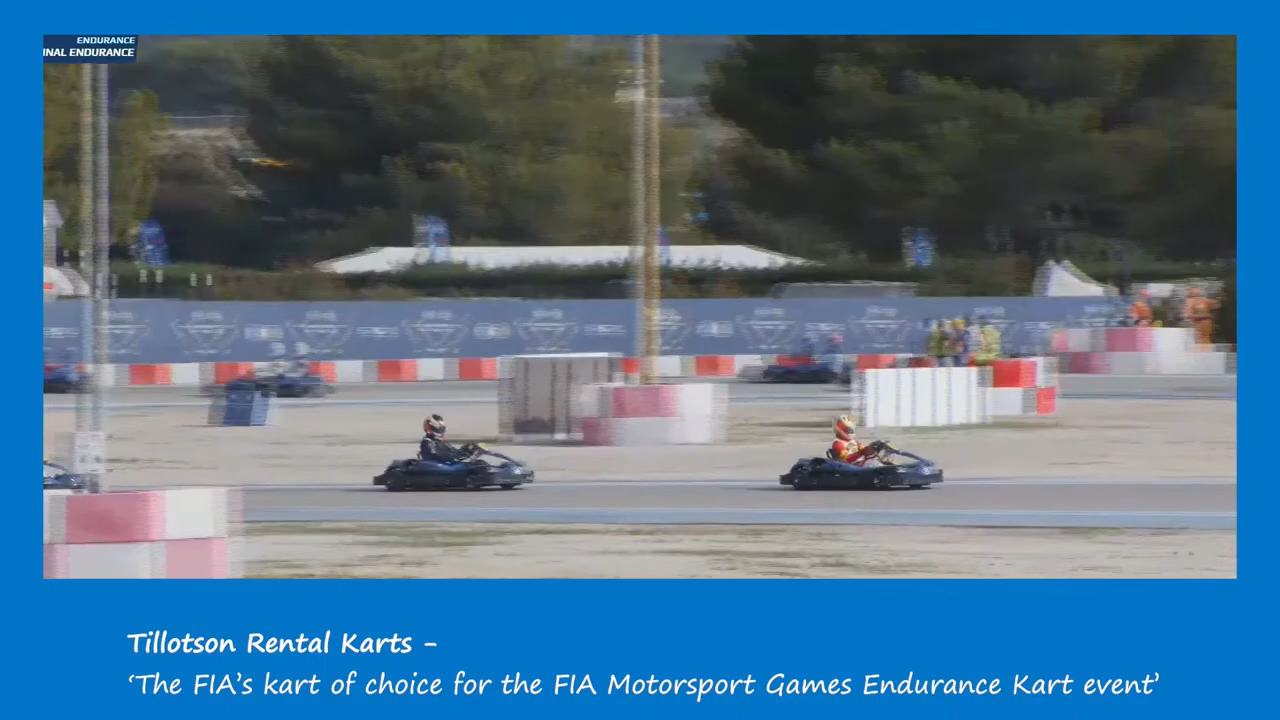 ENDURANCE
INAL ENDURANCE
Tillotson Rental Karts –
‘The FIA’s kart of choice for the FIA Motorsport Games Endurance Kart event’